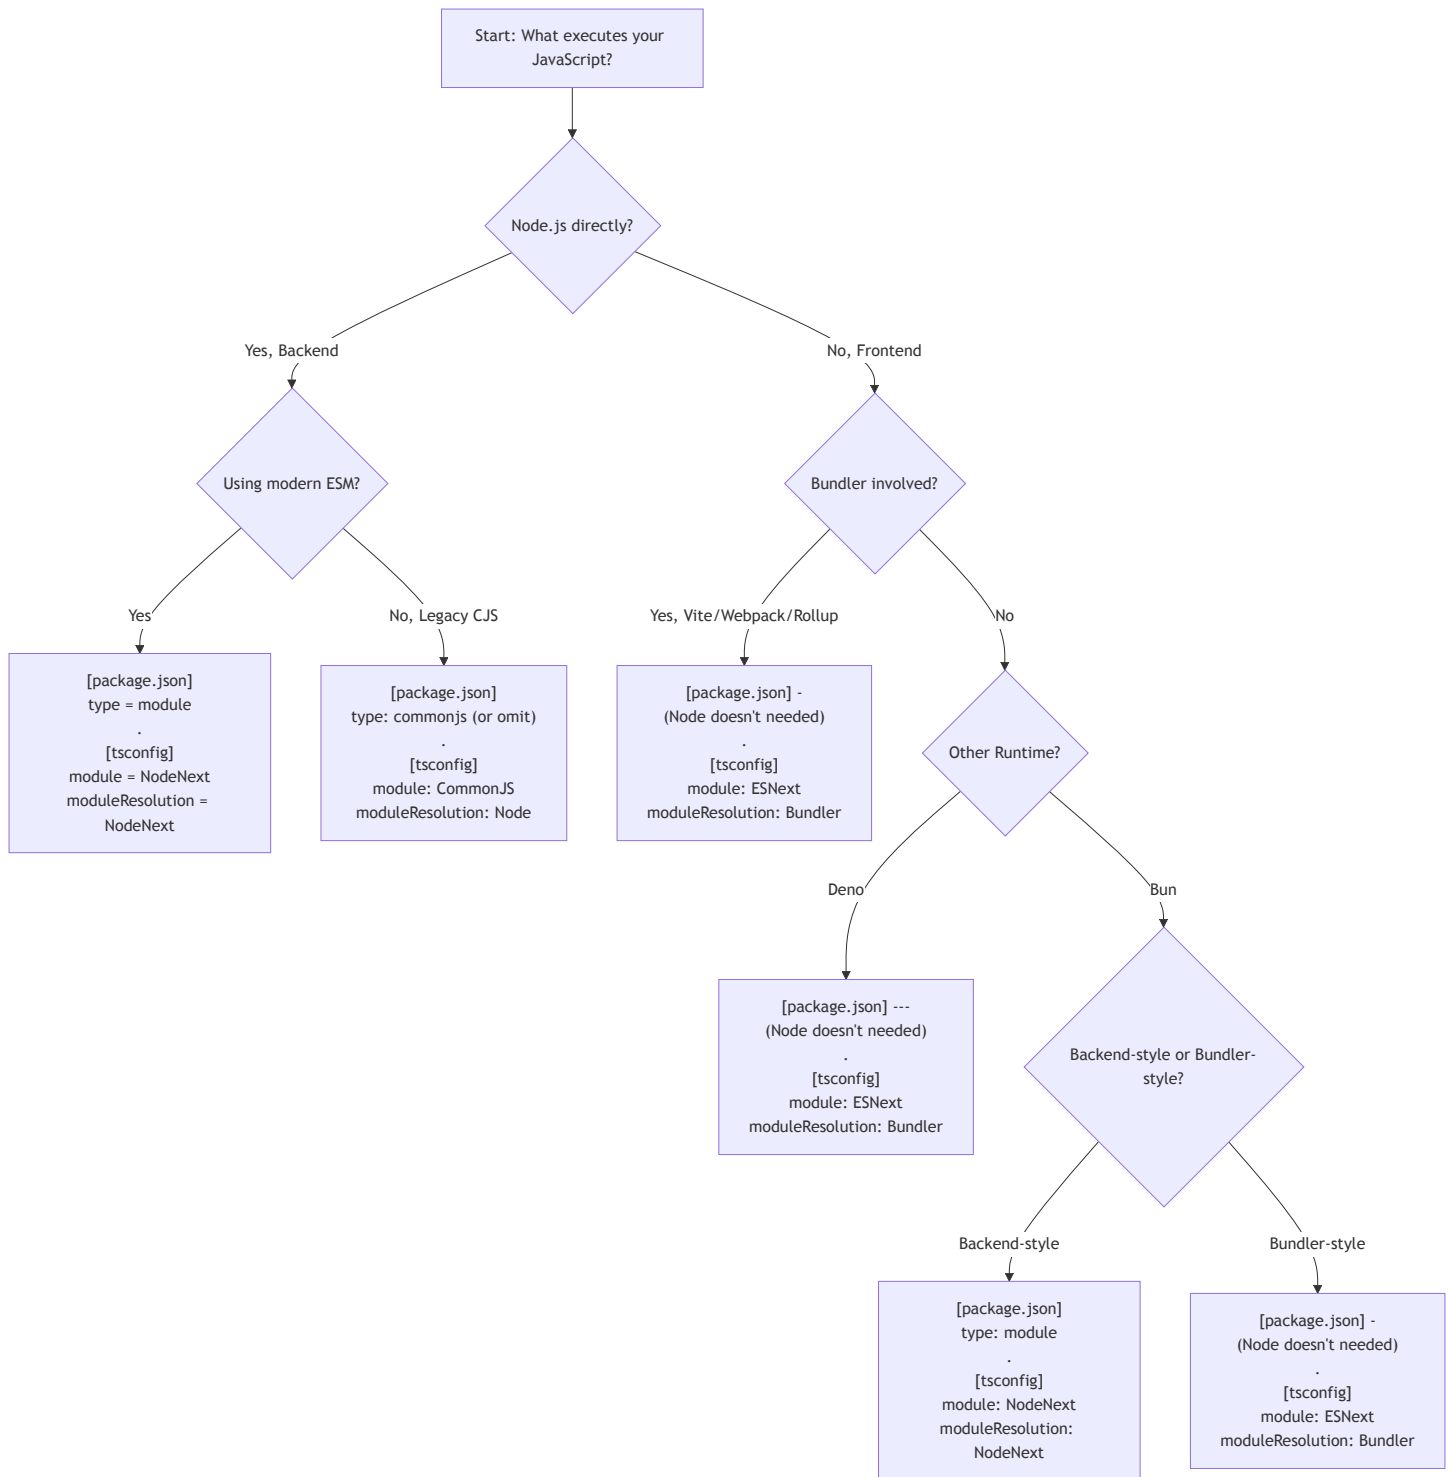 Start: What executes your
JavaScript?
Node.js directly?
Yes, Backend
No, Frontend
Using modern ESM?
Bundler involved?
Yes
No, Legacy CJS
Yes, Vite/Webpack/Rollup
No
[package.json]
type = module
.
[tsconfig]
module = NodeNext
moduleResolution =
NodeNext
[package.json]
type: commonjs (or omit)
.
[tsconfig]
module: CommonJS
moduleResolution: Node
[package.json] -
(Node doesn't needed)
.
[tsconfig]
module: ESNext
moduleResolution: Bundler
Other Runtime?
Deno
Bun
[package.json] ---
(Node doesn't needed)
.
[tsconfig]
module: ESNext
moduleResolution: Bundler
Backend-style or Bundler-
style?
Backend-style
Bundler-style
[package.json]
type: module
.
[tsconfig]
module: NodeNext
moduleResolution:
NodeNext
[package.json] -
(Node doesn't needed)
.
[tsconfig]
module: ESNext
moduleResolution: Bundler